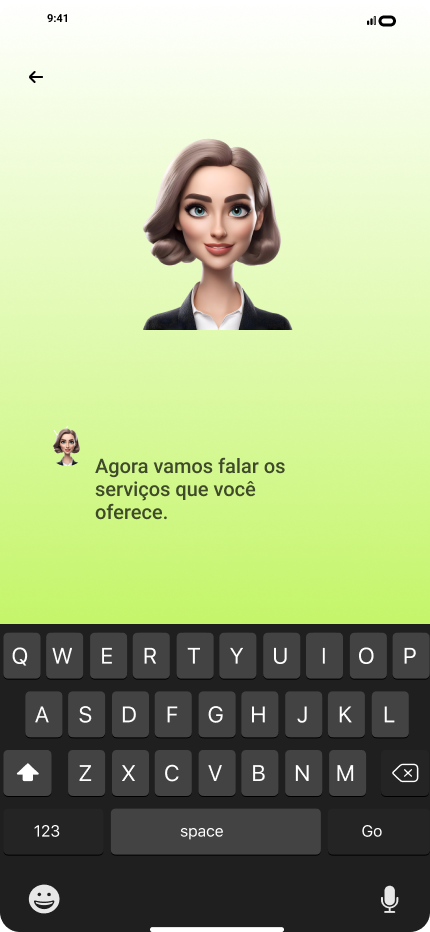 9:41
Agora vamos falar os
serviços que você
oferece.
Q W E R T Y U I O P
A S D F G H J K L
Z X C V B N M
123 space Go